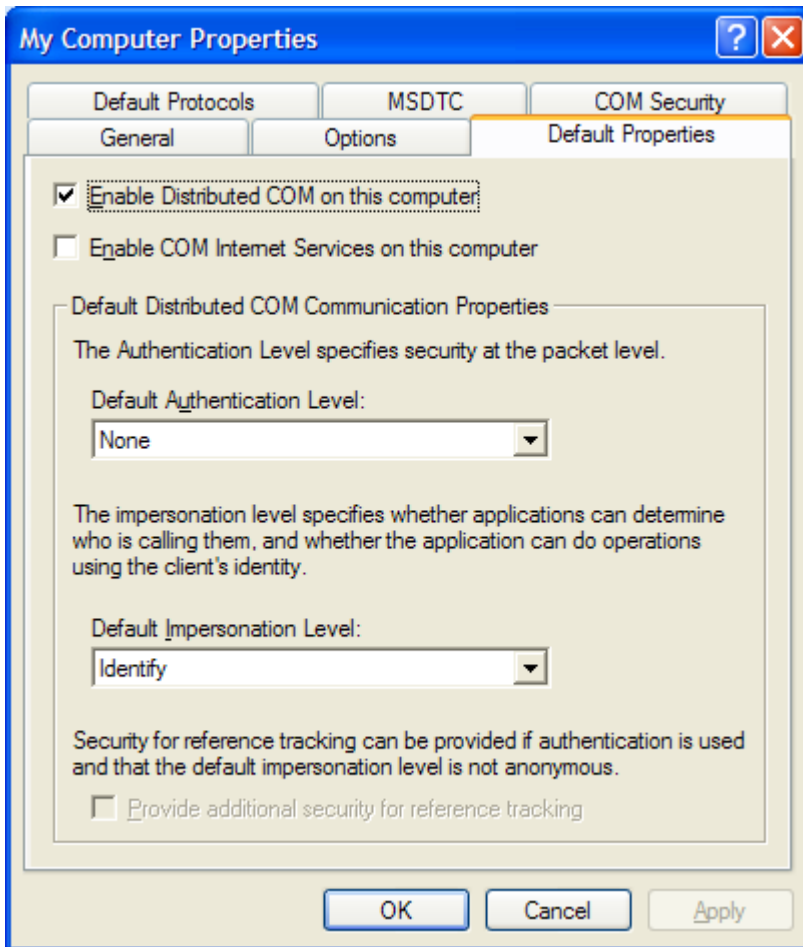 My Computer Properties
?
Default Protocols
MSDTC
COM Security
General
Options
Default Properties
Enable Distributed COM on this computer
Enable COM Internet Services on this computer
Default Distributed COM Communication Properties
The Authentication Level specifies security at the packet level.
Default Authentication Level:
None
The impersonation level specifies whether applications can determine
who is calling them, and whether the application can do operations
using the client's identity.
Default Impersonation Level:
Identify
Security for reference tracking can be provided if authentication is used
and that the default impersonation level is not anonymous.
Provide additional security for reference tracking
OK
Cancel
Apply